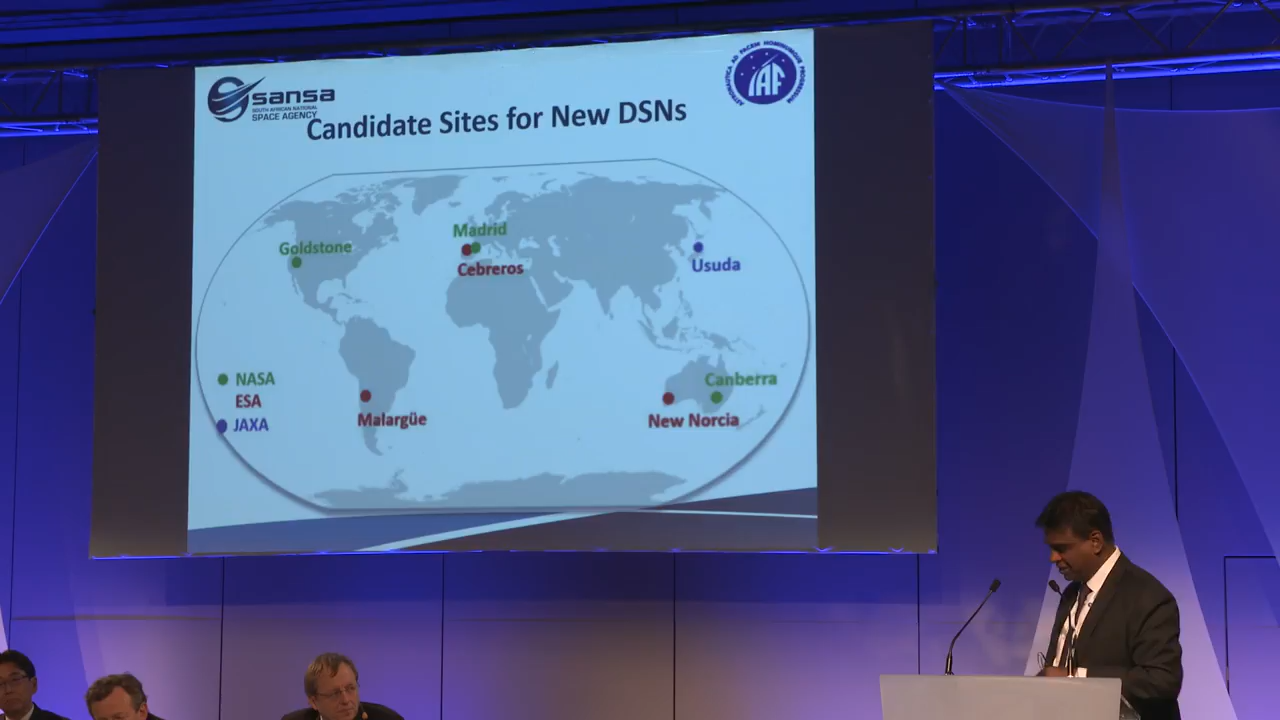 sansa
SOUTH AFRICAN NATIONAL
SPACE AGENCY
IAF
Candidate Sites for New DSNs
Madrid
Goldstone
Cebreros
Usuda
NASA
ESA
JAXA
Canberra
Malargüe
New Norcia